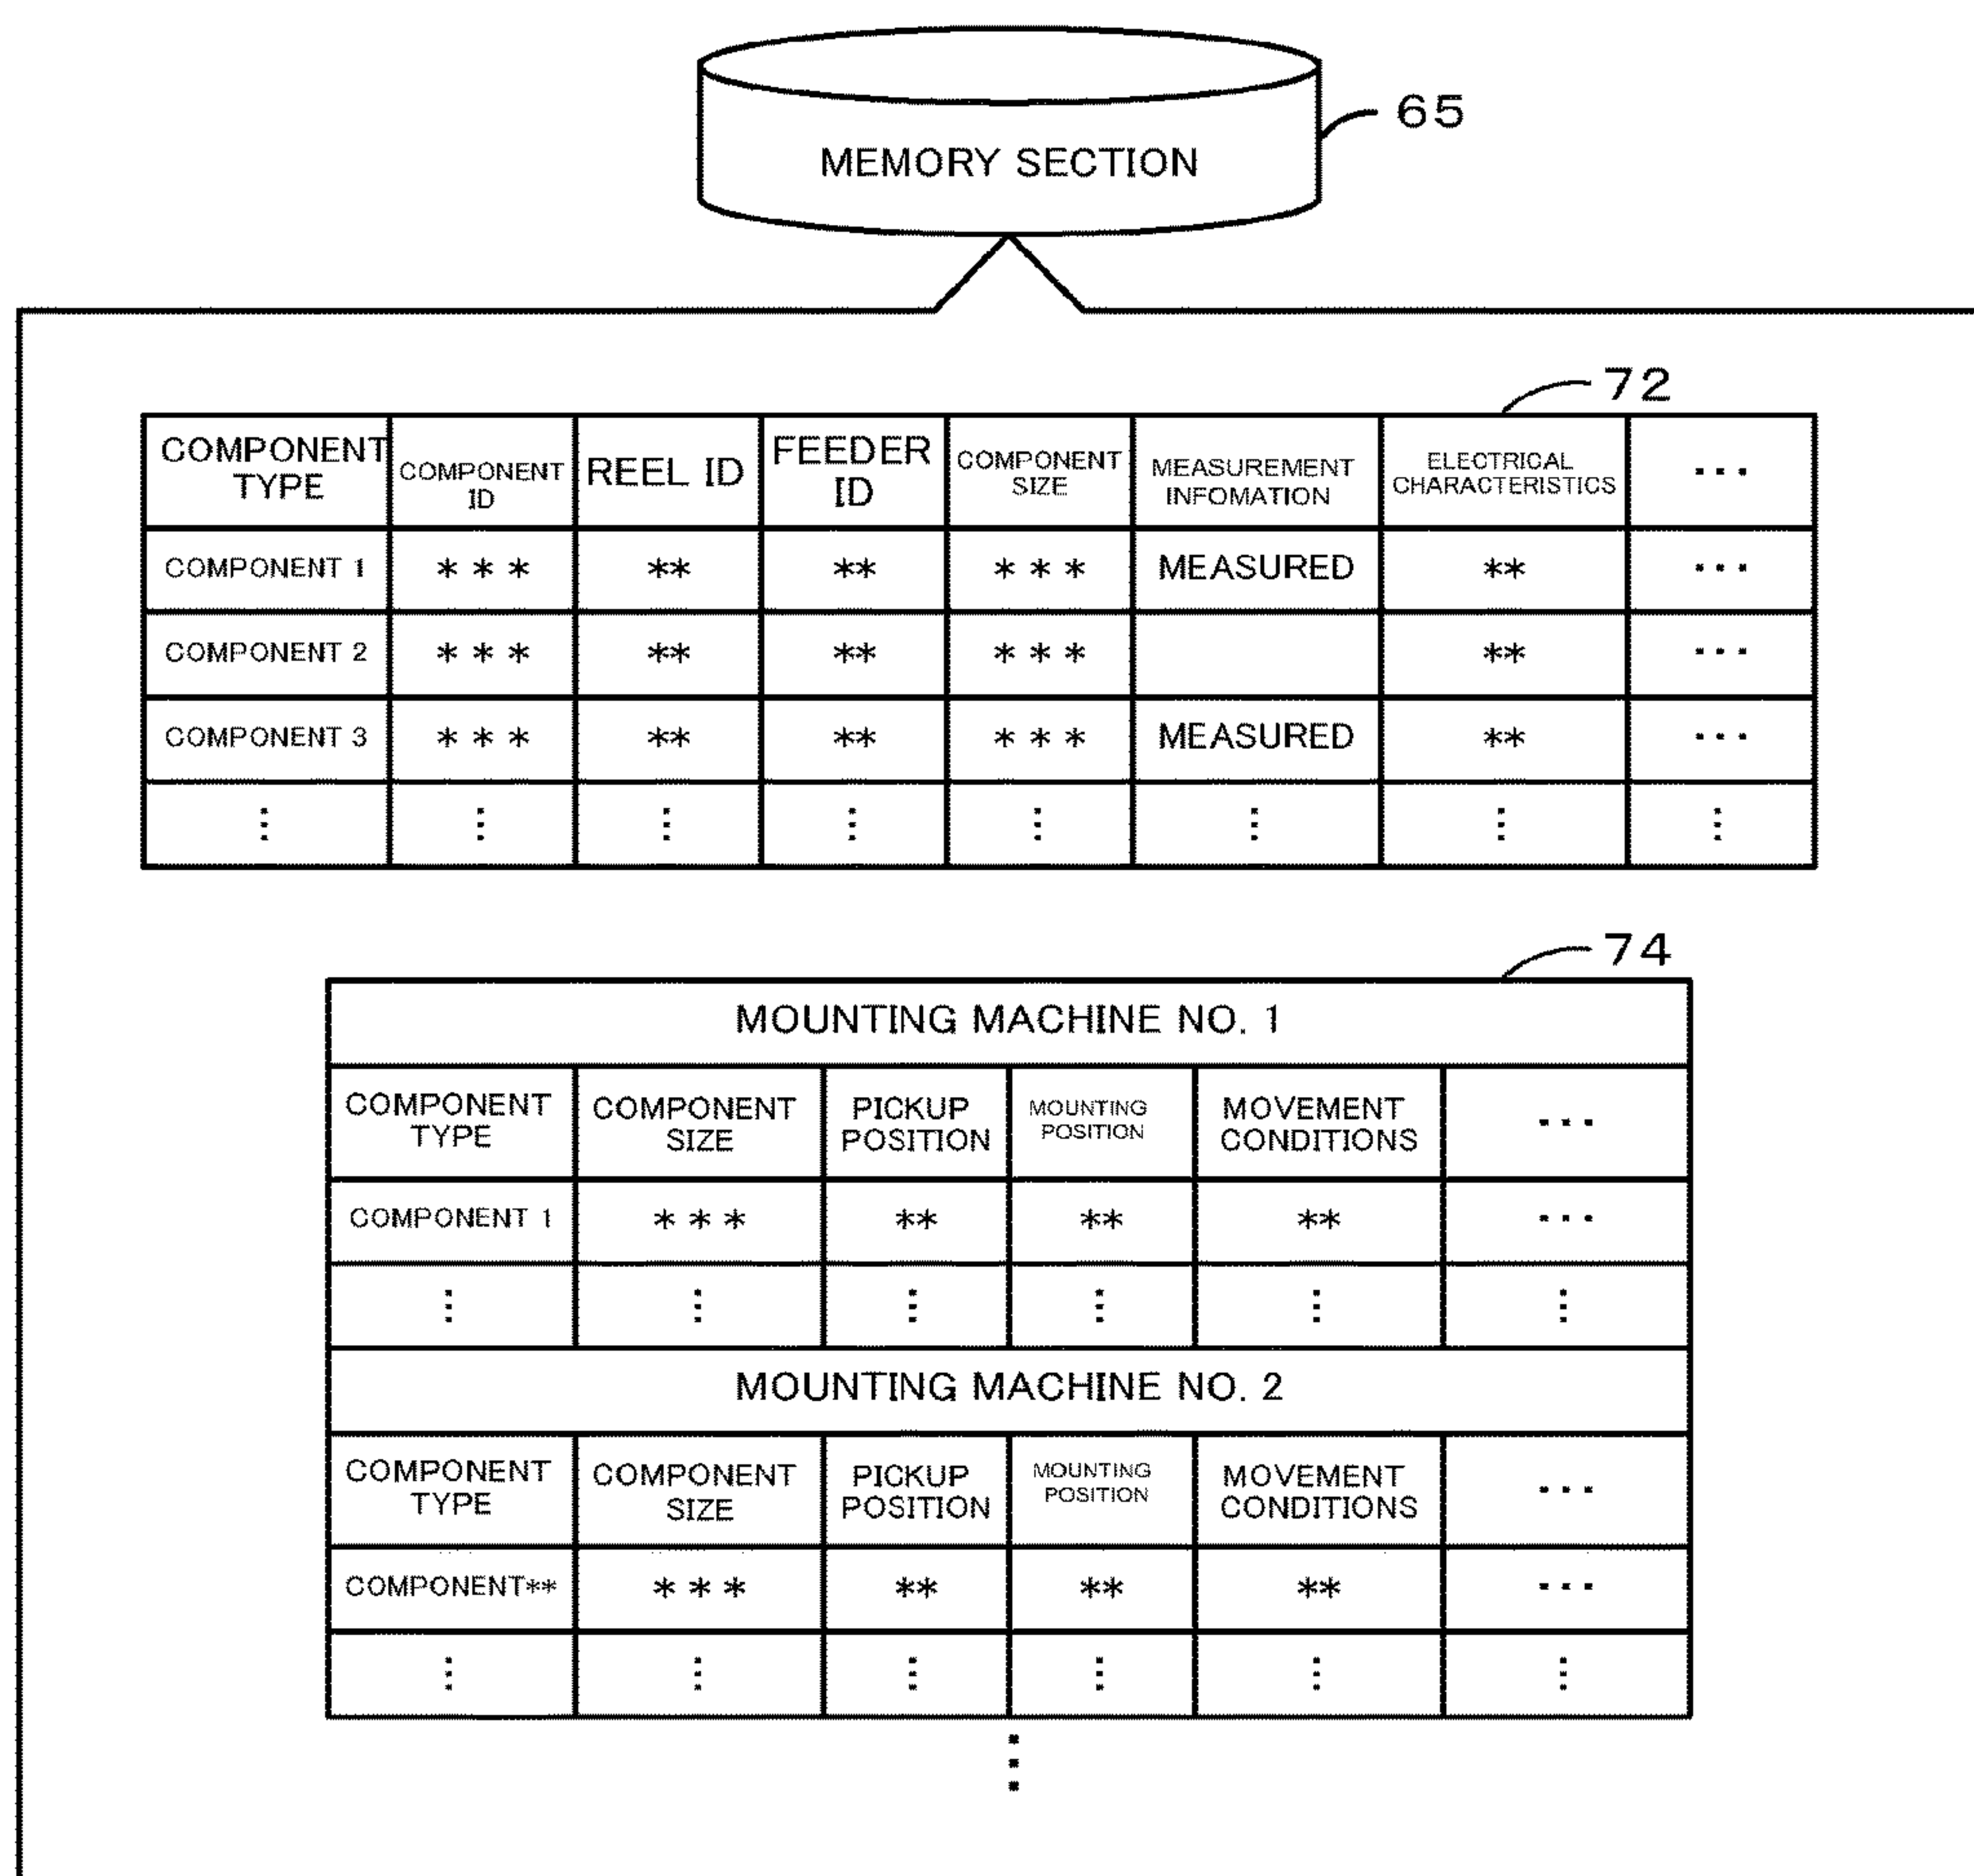 65
MEMORY SECTION
72
COMPONENT TYPE COMPONENT ID REEL ID FEEDER ID COMPONENT SIZE MEASUREMENT INFOMATION ELECTRICAL CHARACTERISTICS ...
COMPONENT 1 * * * ** ** * * * MEASURED ** ...
COMPONENT 2 * * * ** ** * * * ** ...
COMPONENT 3 * * * ** ** * * * MEASURED ** ...
⋮ ⋮ ⋮ ⋮ ⋮ ⋮ ⋮ ⋮
74
MOUNTING MACHINE NO. 1
COMPONENT TYPE COMPONENT SIZE PICKUP POSITION MOUNTING POSITION MOVEMENT CONDITIONS ...
COMPONENT 1 * * * ** ** ** ...
⋮ ⋮ ⋮ ⋮ ⋮ ⋮
MOUNTING MACHINE NO. 2
COMPONENT TYPE COMPONENT SIZE PICKUP POSITION MOUNTING POSITION MOVEMENT CONDITIONS ...
COMPONENT** * * * ** ** ** ...
⋮ ⋮ ⋮ ⋮ ⋮ ⋮
⋮